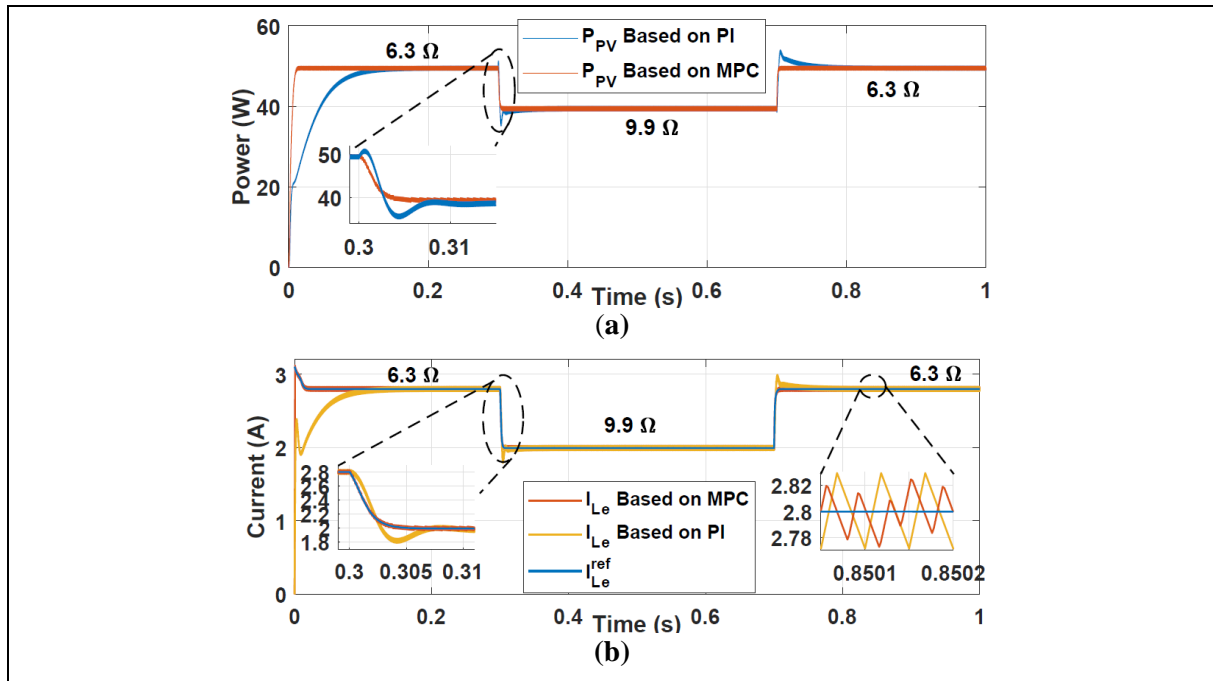 60
40
20
0
Power (W)
6.3 Ω
P_PV Based on PI
P_PV Based on MPC
6.3 Ω
9.9 Ω
50
40
0.3 0.31
0 0.2 0.4 0.6 0.8 1
Time (s)
(a)
3
2
1
0
Current (A)
6.3 Ω
9.9 Ω
6.3 Ω
2.8
2.6
2.4
2.2
2
1.8
0.3 0.305 0.31
I_Le Based on MPC
I_Le Based on PI
I_Le^ref
2.82
2.8
2.78
0.8501 0.8502
0 0.2 0.4 0.6 0.8 1
Time (s)
(b)